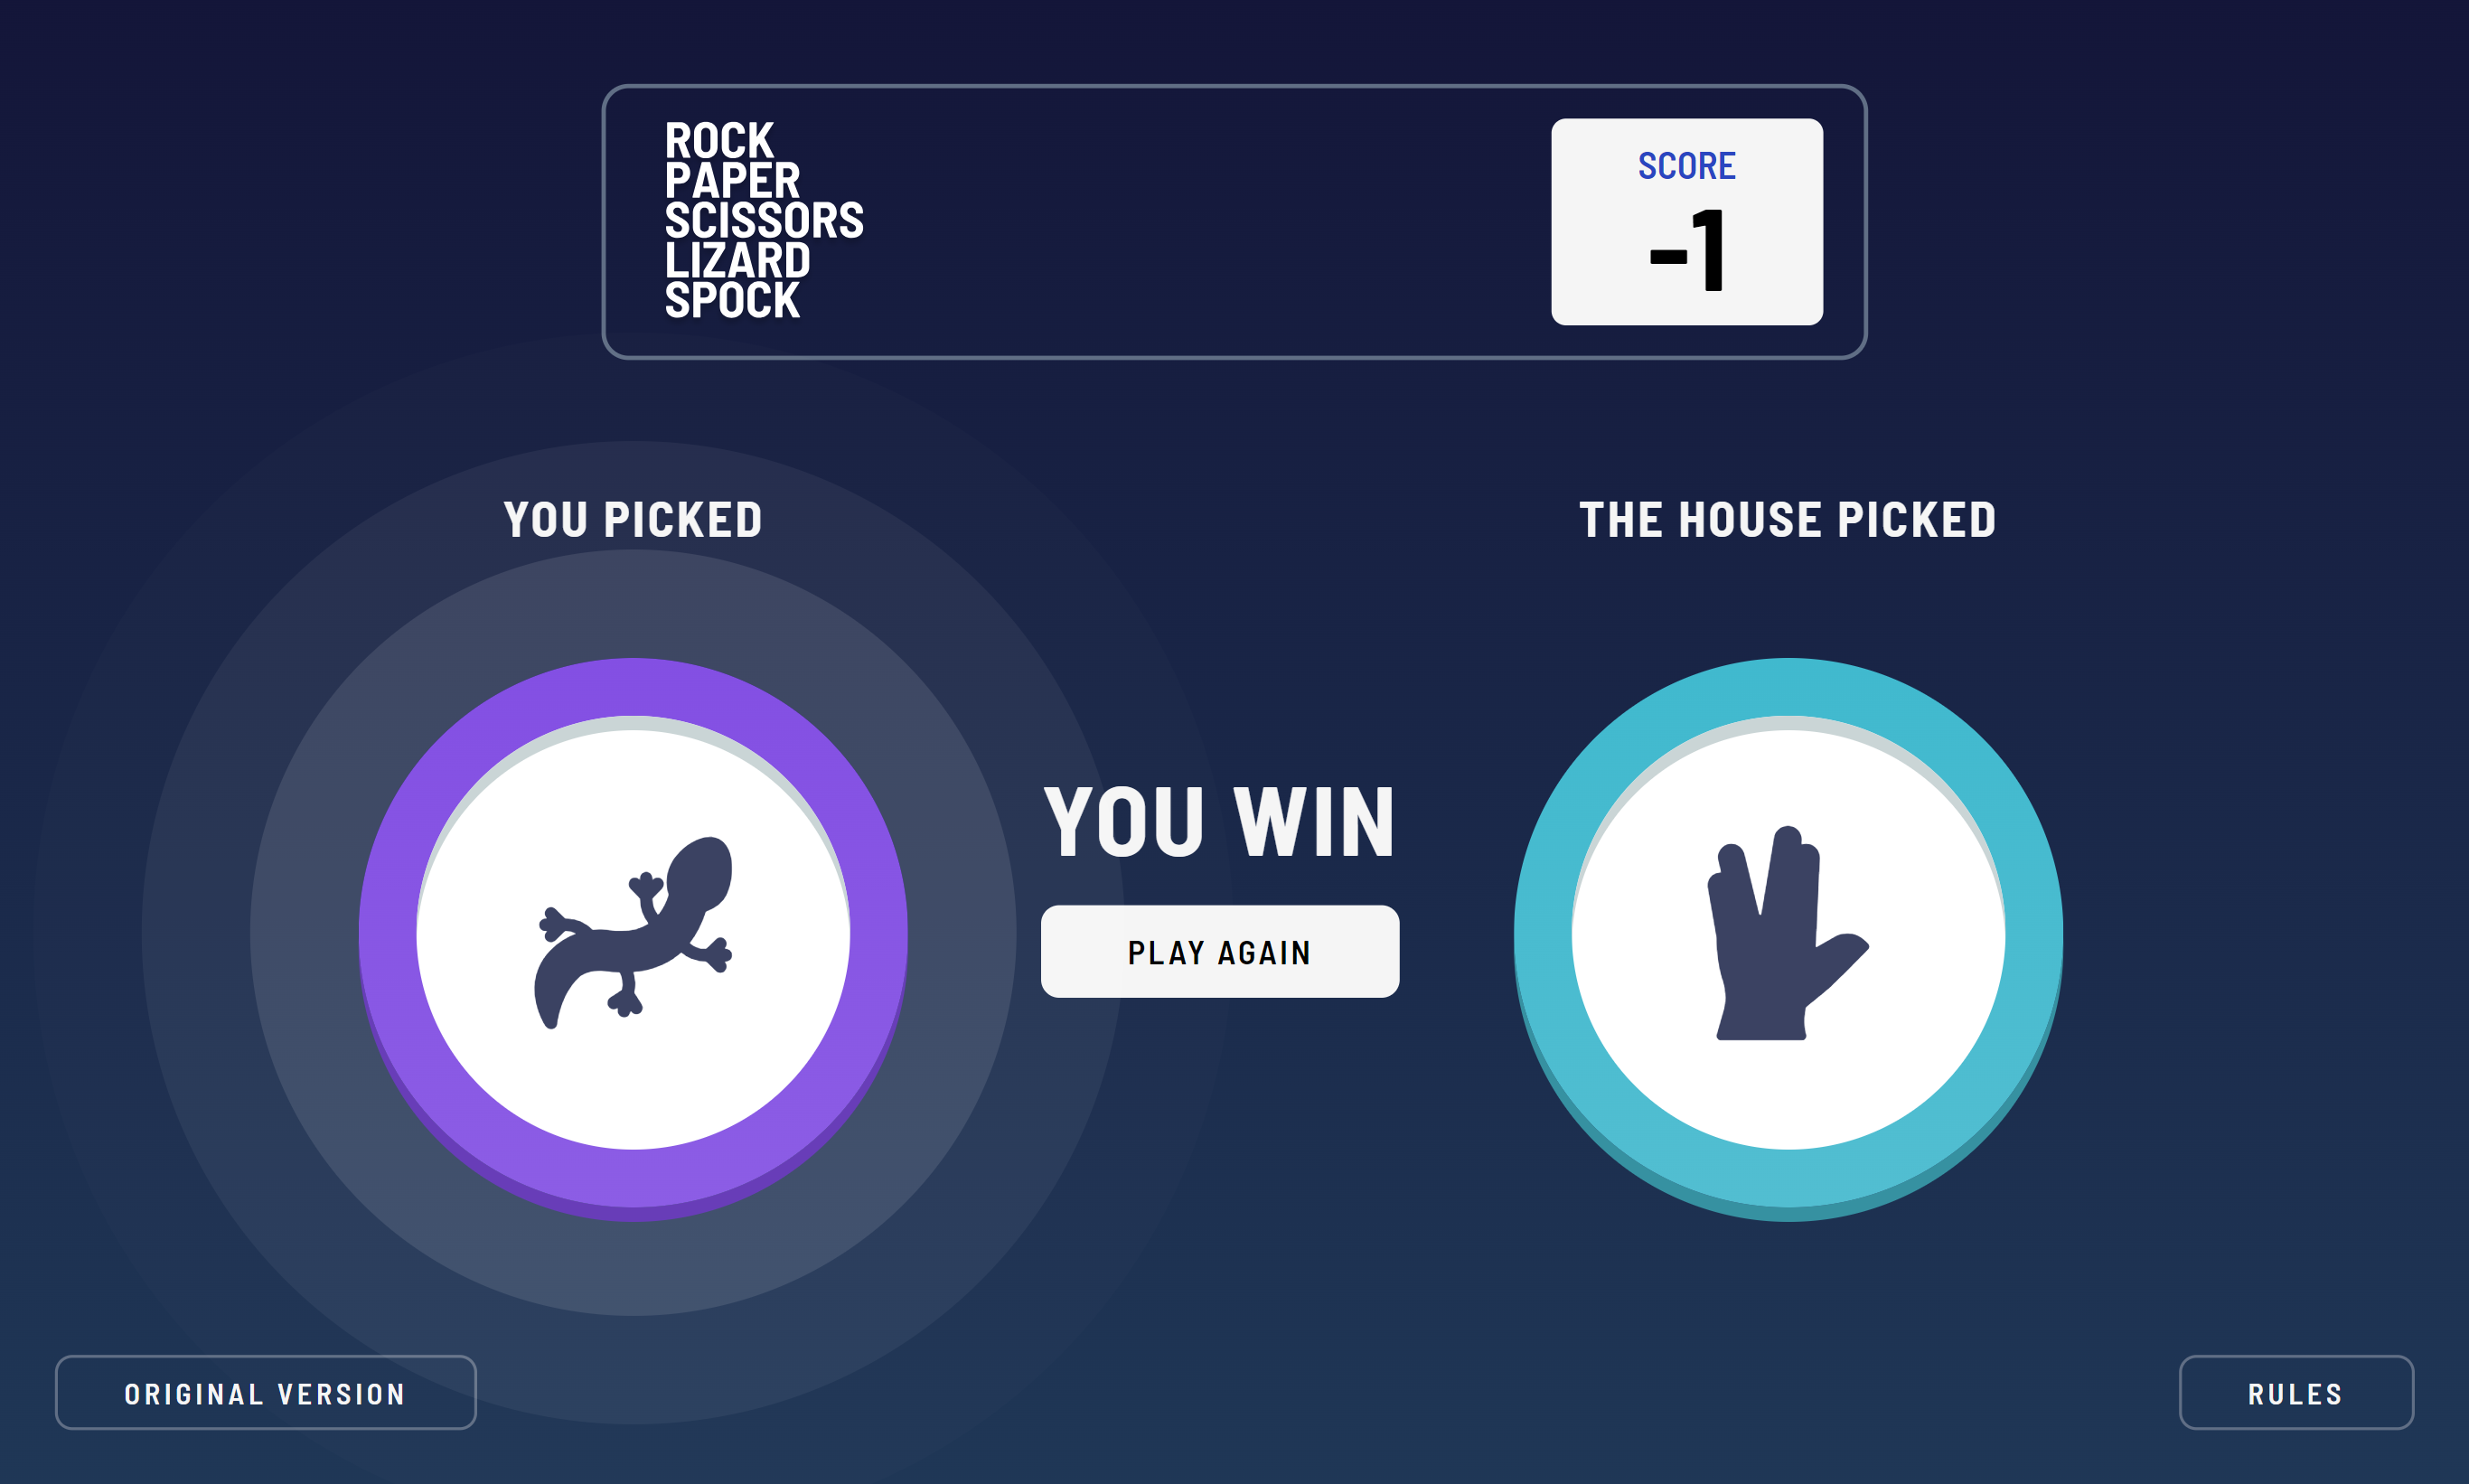 ROCK
PAPER
SCISSORS
LIZARD
SPOCK
SCORE
-1
YOU PICKED
THE HOUSE PICKED
YOU WIN
PLAY AGAIN
ORIGINAL VERSION
RULES